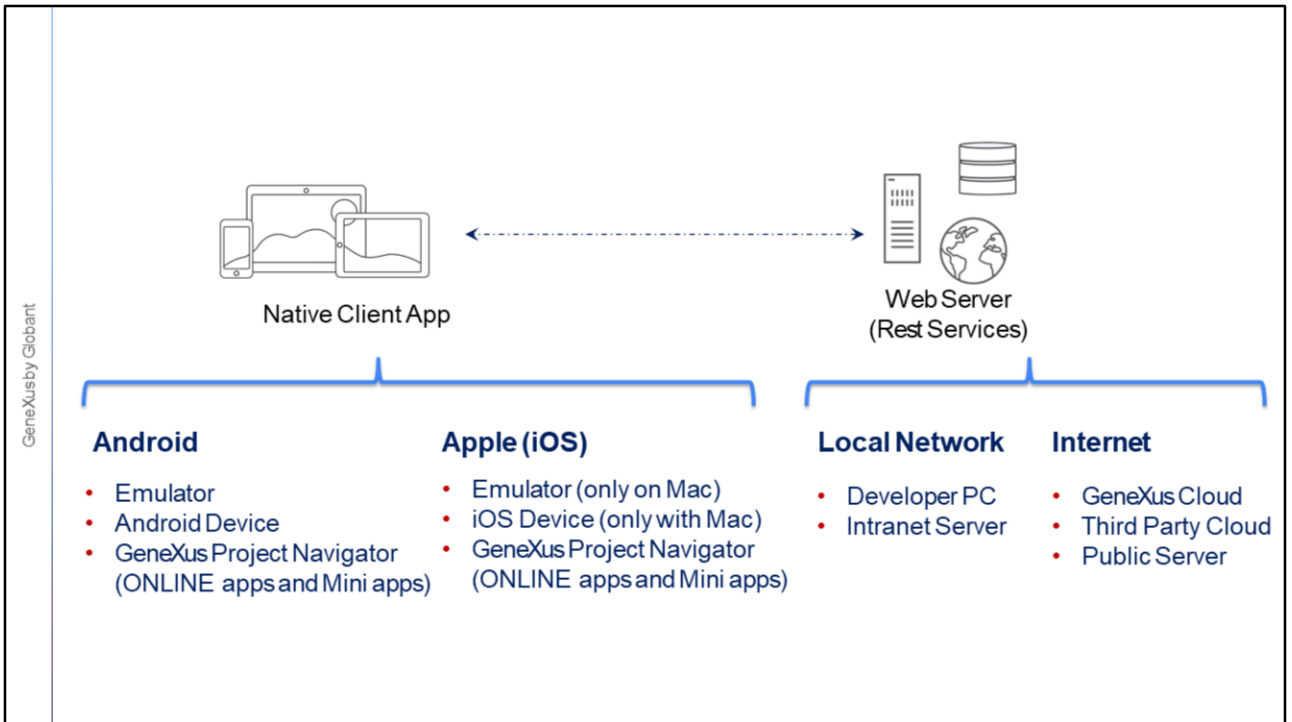 GeneXus by Globant
Native Client App
Web Server
(Rest Services)
Android
• Emulator
• Android Device
• GeneXus Project Navigator
(ONLINE apps and Mini apps)
Apple (iOS)
• Emulator (only on Mac)
• iOS Device (only with Mac)
• GeneXus Project Navigator
(ONLINE apps and Mini apps)
Local Network
• Developer PC
• Intranet Server
Internet
• GeneXus Cloud
• Third Party Cloud
• Public Server